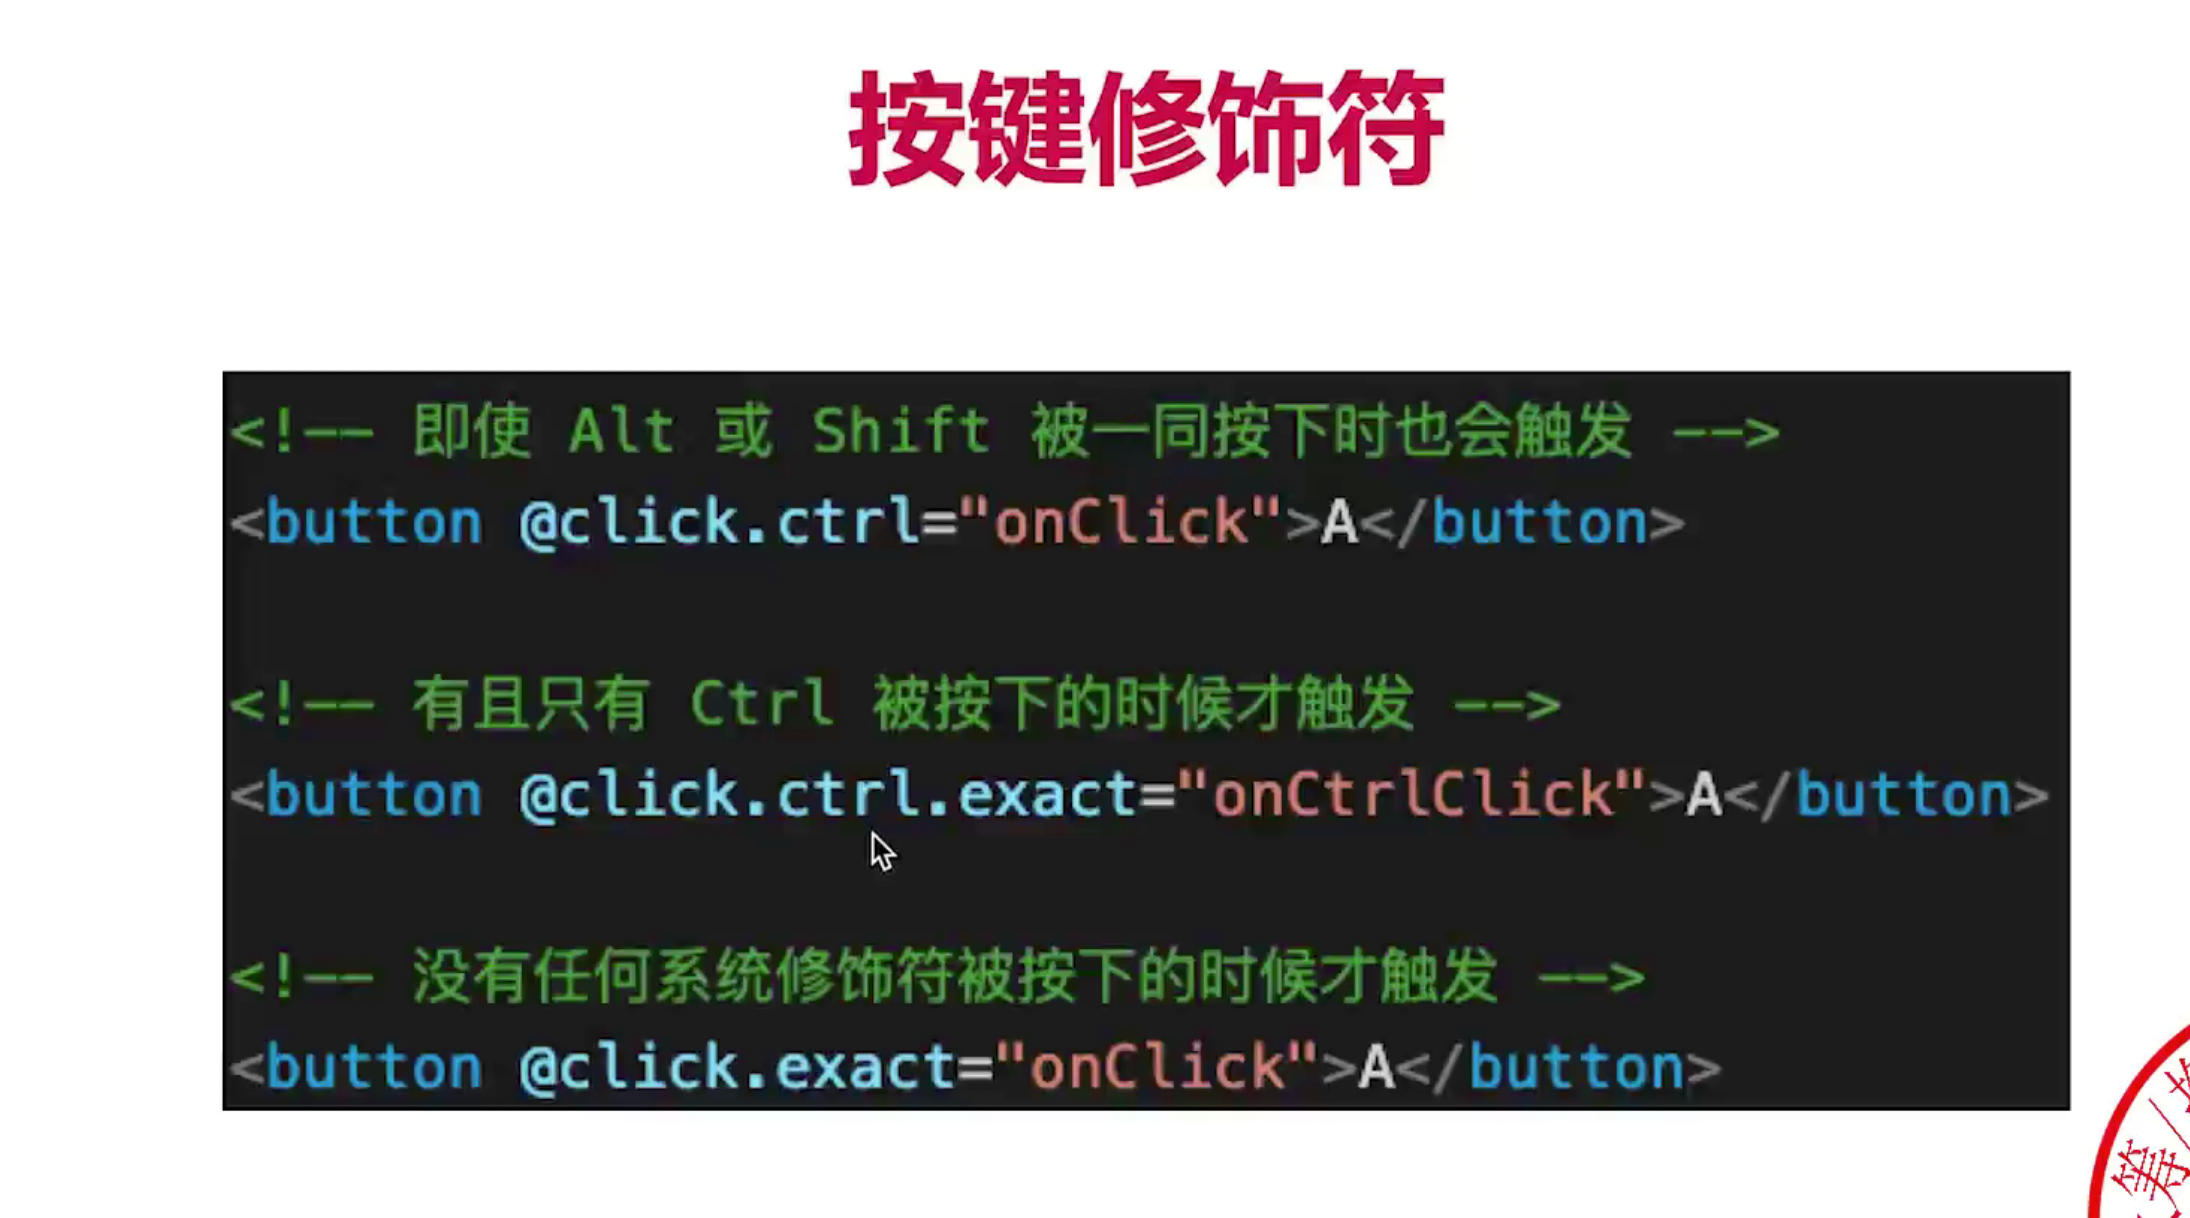 按键修饰符
<!-- 即使 Alt 或 Shift 被一同按下时也会触发 -->
<button @click.ctrl="onClick">A</button>
<!-- 有且只有 Ctrl 被按下的时候才触发 -->
<button @click.ctrl.exact="onCtrlClick">A</button>
<!-- 没有任何系统修饰符被按下的时候才触发 -->
<button @click.exact="onClick">A</button>